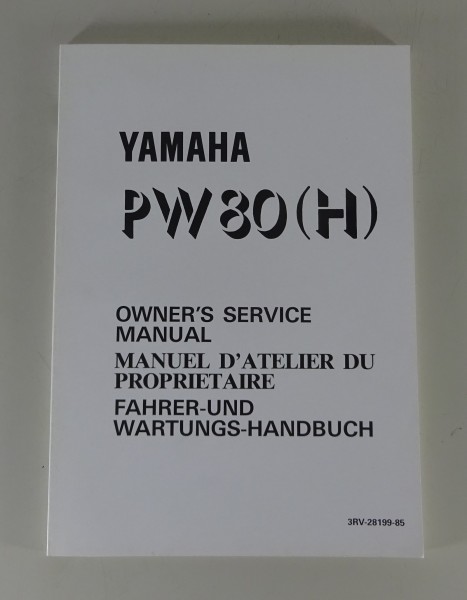 YAMAHA
PW80(H)
OWNER'S SERVICE
MANUAL
MANUEL D'ATELIER DU
PROPRIETAIRE
FAHRER-UND
WARTUNGS-HANDBUCH
3RV-28199-85